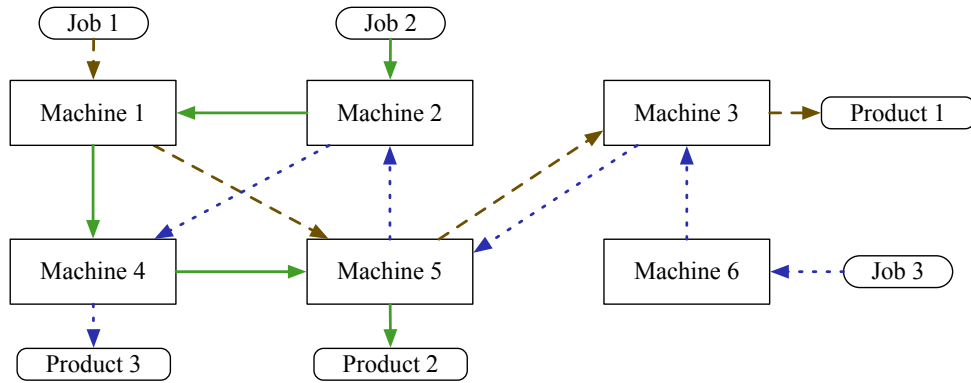 Job 1
Job 2
Machine 1
Machine 2
Machine 3
Product 1
Machine 4
Machine 5
Machine 6
Job 3
Product 3
Product 2